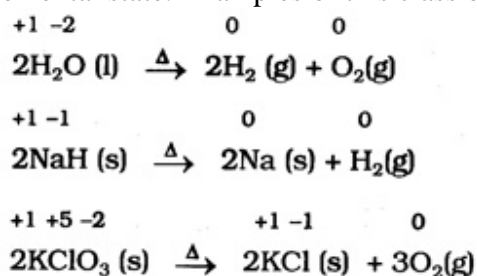 +1 −2 0 0
2H₂O (l) Δ→ 2H₂ (g) + O₂(g)
+1 −1 0 0
2NaH (s) Δ→ 2Na (s) + H₂(g)
+1 +5 −2 +1 −1 0
2KClO₃ (s) Δ→ 2KCl (s) + 3O₂(g)